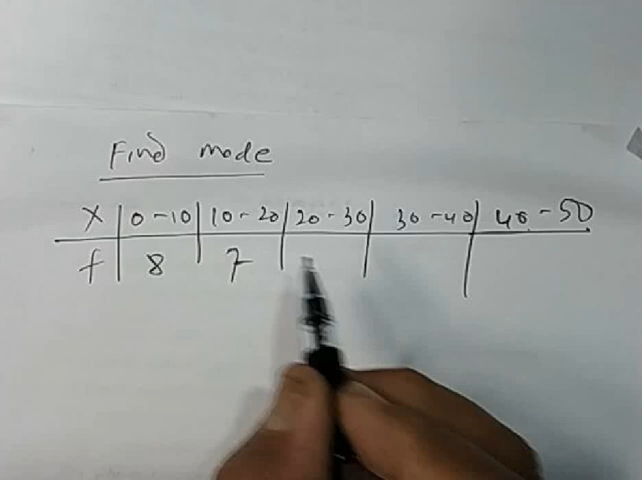 Find mode
X | 0-10 | 10-20 | 20-30 | 30-40 | 40-50
f | 8 | 7